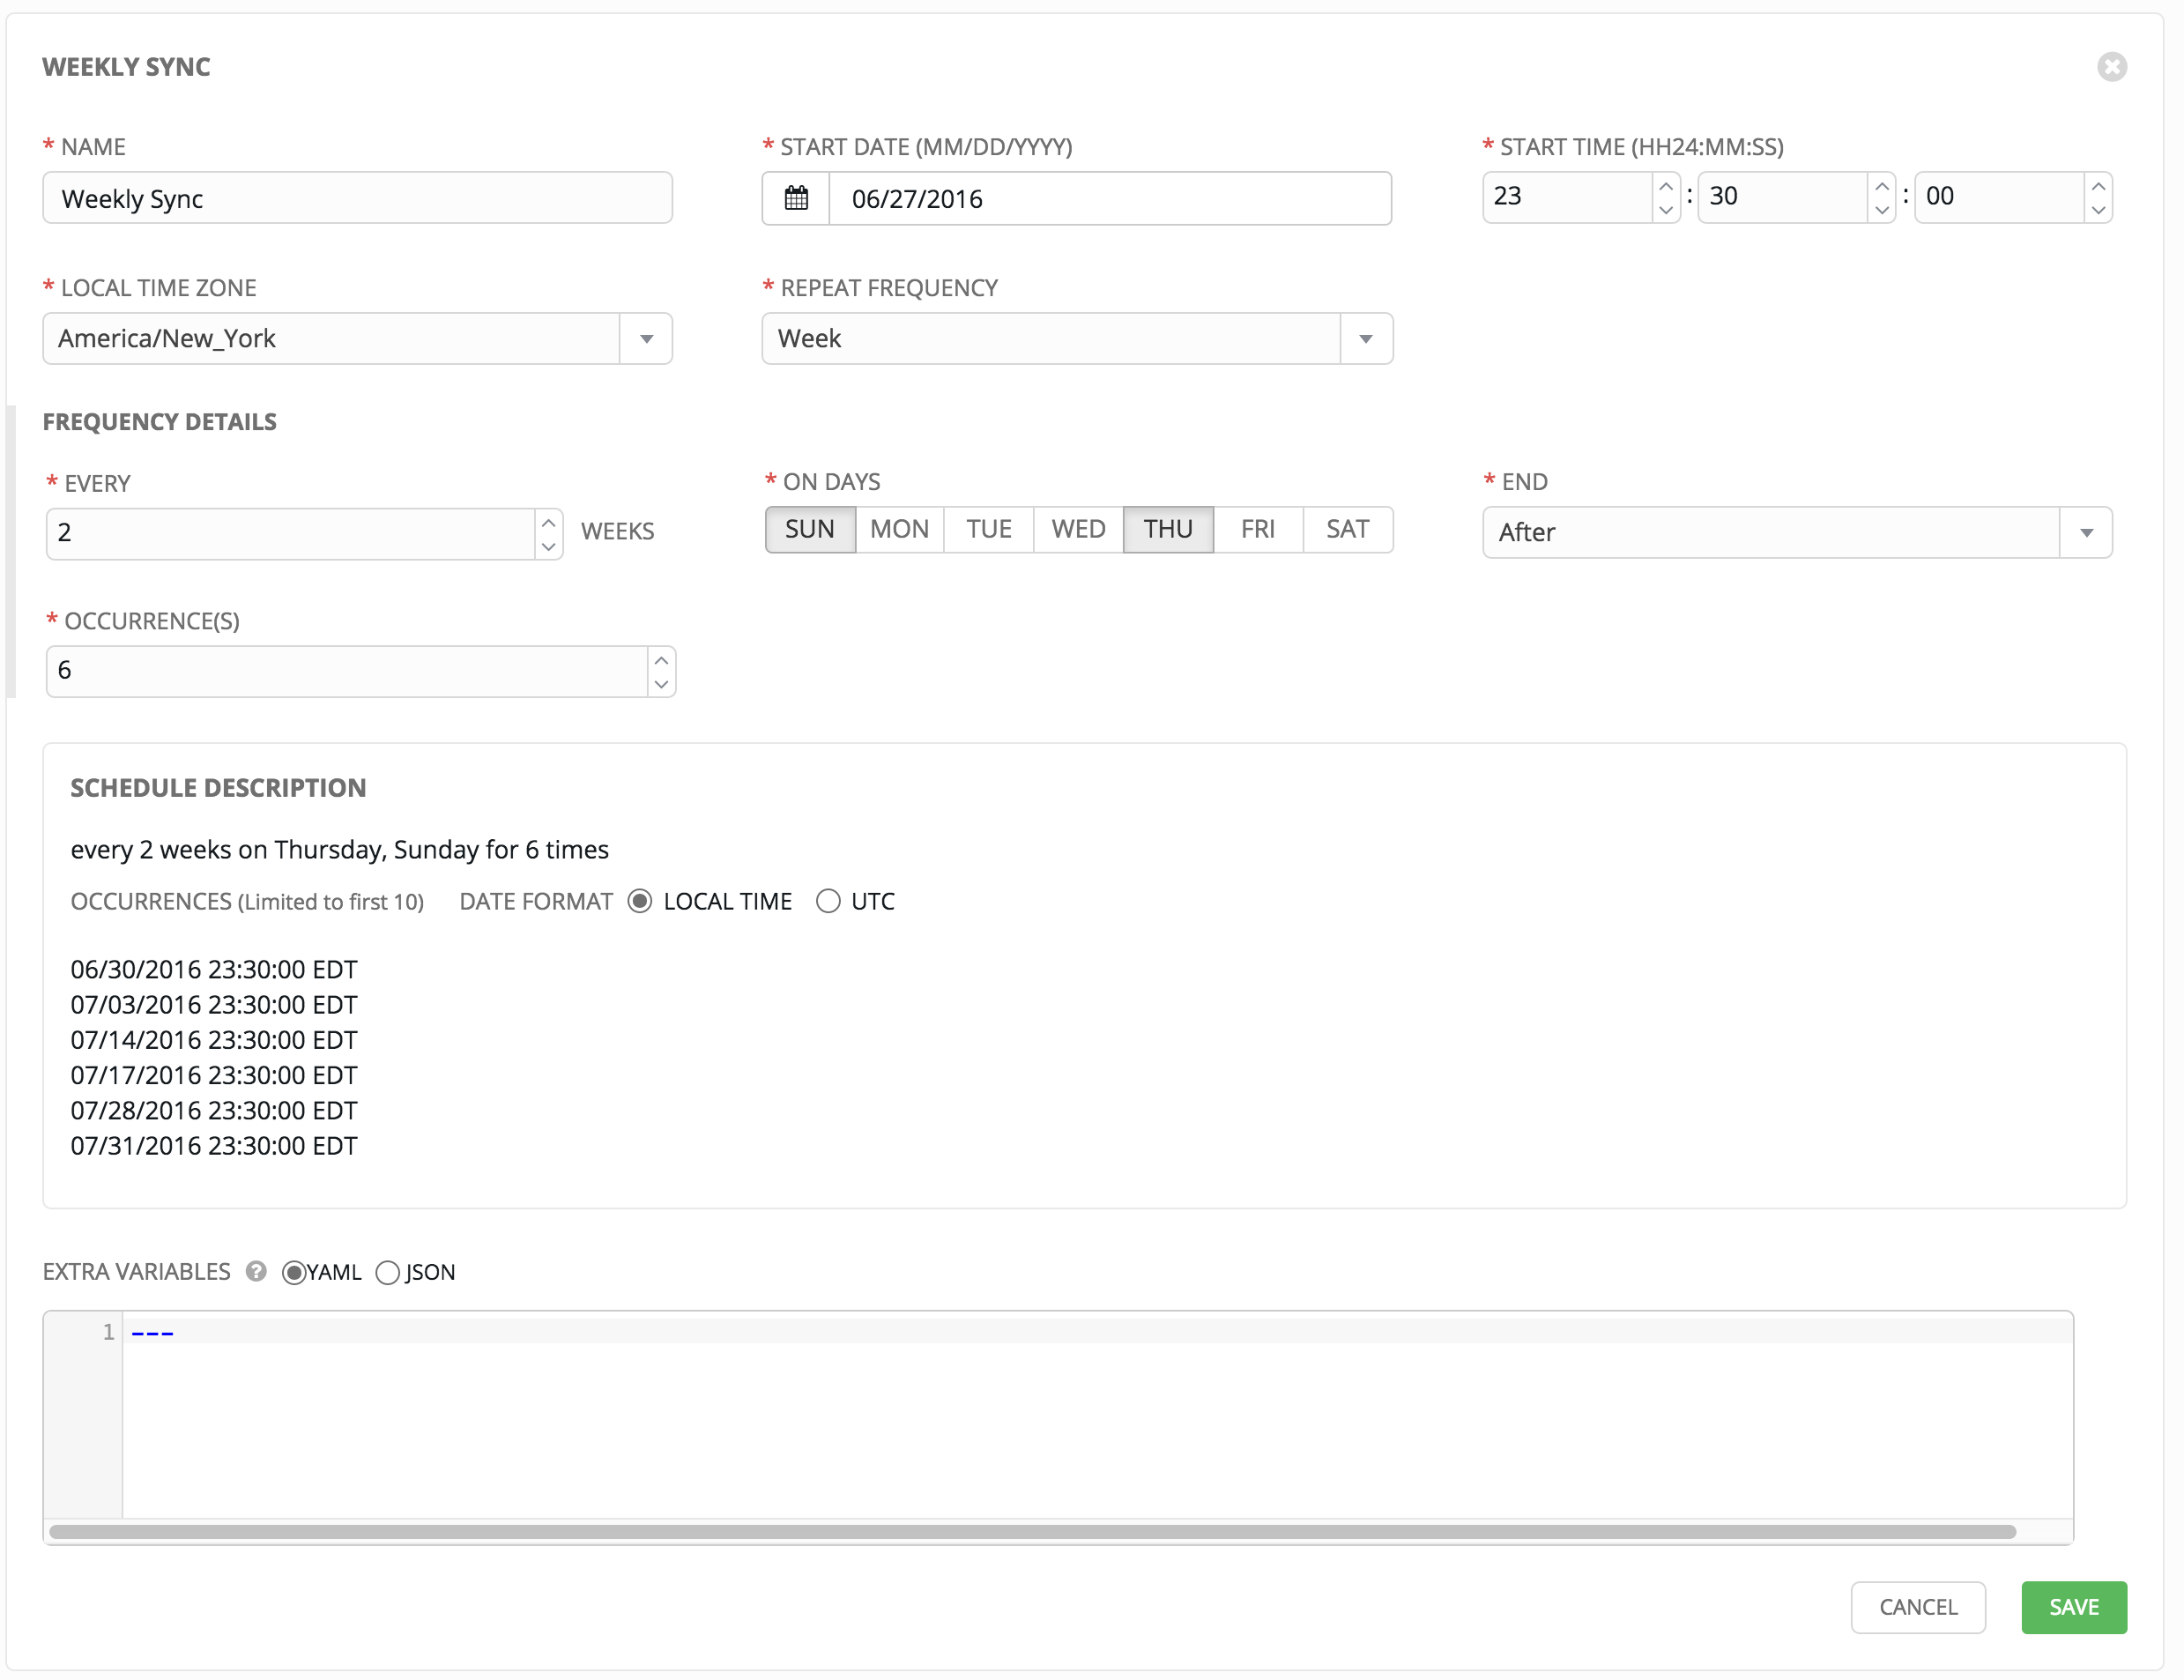 WEEKLY SYNC
* NAME
Weekly Sync
* START DATE (MM/DD/YYYY)
06/27/2016
* START TIME (HH24:MM:SS)
23 : 30 : 00
* LOCAL TIME ZONE
America/New_York
* REPEAT FREQUENCY
Week
FREQUENCY DETAILS
* EVERY
2 WEEKS
* ON DAYS
SUN MON TUE WED THU FRI SAT
* END
After
* OCCURRENCE(S)
6
SCHEDULE DESCRIPTION
every 2 weeks on Thursday, Sunday for 6 times
OCCURRENCES (Limited to first 10) DATE FORMAT LOCAL TIME UTC
06/30/2016 23:30:00 EDT
07/03/2016 23:30:00 EDT
07/14/2016 23:30:00 EDT
07/17/2016 23:30:00 EDT
07/28/2016 23:30:00 EDT
07/31/2016 23:30:00 EDT
EXTRA VARIABLES ? YAML JSON
1 ---
CANCEL SAVE